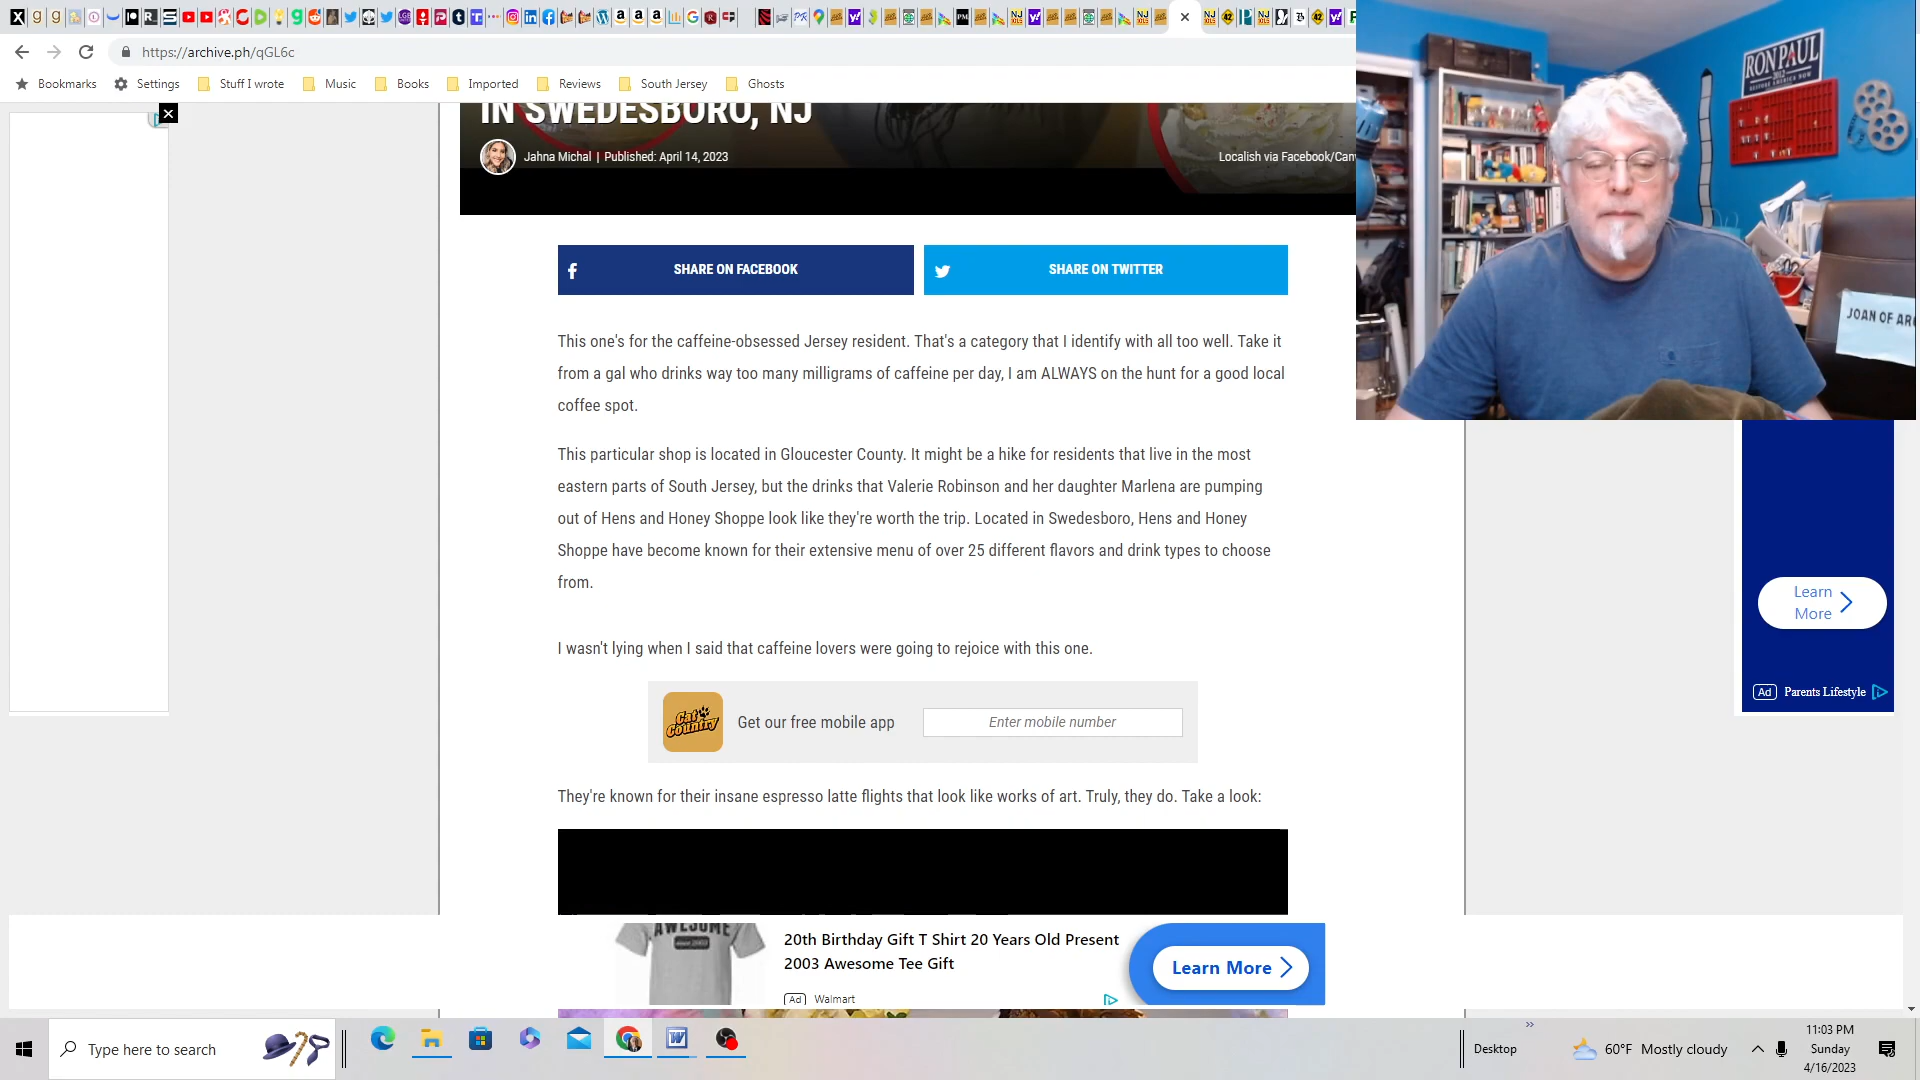 https://archive.ph/qGL6c
Bookmarks
Settings
Stuff I wrote
Music
Books
Imported
Reviews
South Jersey
Ghosts
RON PAUL
2012
JOAN OF AR
IN SWEDESBORO, NJ
Jahna Michal | Published: April 14, 2023
Localish via Facebook/Canv
SHARE ON FACEBOOK
SHARE ON TWITTER
This one's for the caffeine-obsessed Jersey resident. That's a category that I identify with all too well. Take it
from a gal who drinks way too many milligrams of caffeine per day, I am ALWAYS on the hunt for a good local
coffee spot.
This particular shop is located in Gloucester County. It might be a hike for residents that live in the most
eastern parts of South Jersey, but the drinks that Valerie Robinson and her daughter Marlena are pumping
out of Hens and Honey Shoppe look like they're worth the trip. Located in Swedesboro, Hens and Honey
Shoppe have become known for their extensive menu of over 25 different flavors and drink types to choose
from.
I wasn't lying when I said that caffeine lovers were going to rejoice with this one.
Cat Country
Get our free mobile app
Enter mobile number
They're known for their insane espresso latte flights that look like works of art. Truly, they do. Take a look:
Learn
More
Ad Parents Lifestyle
AWESOME
20th Birthday Gift T Shirt 20 Years Old Present
2003 Awesome Tee Gift
Ad Walmart
Learn More
Type here to search
Desktop
60°F Mostly cloudy
11:03 PM
Sunday
4/16/2023